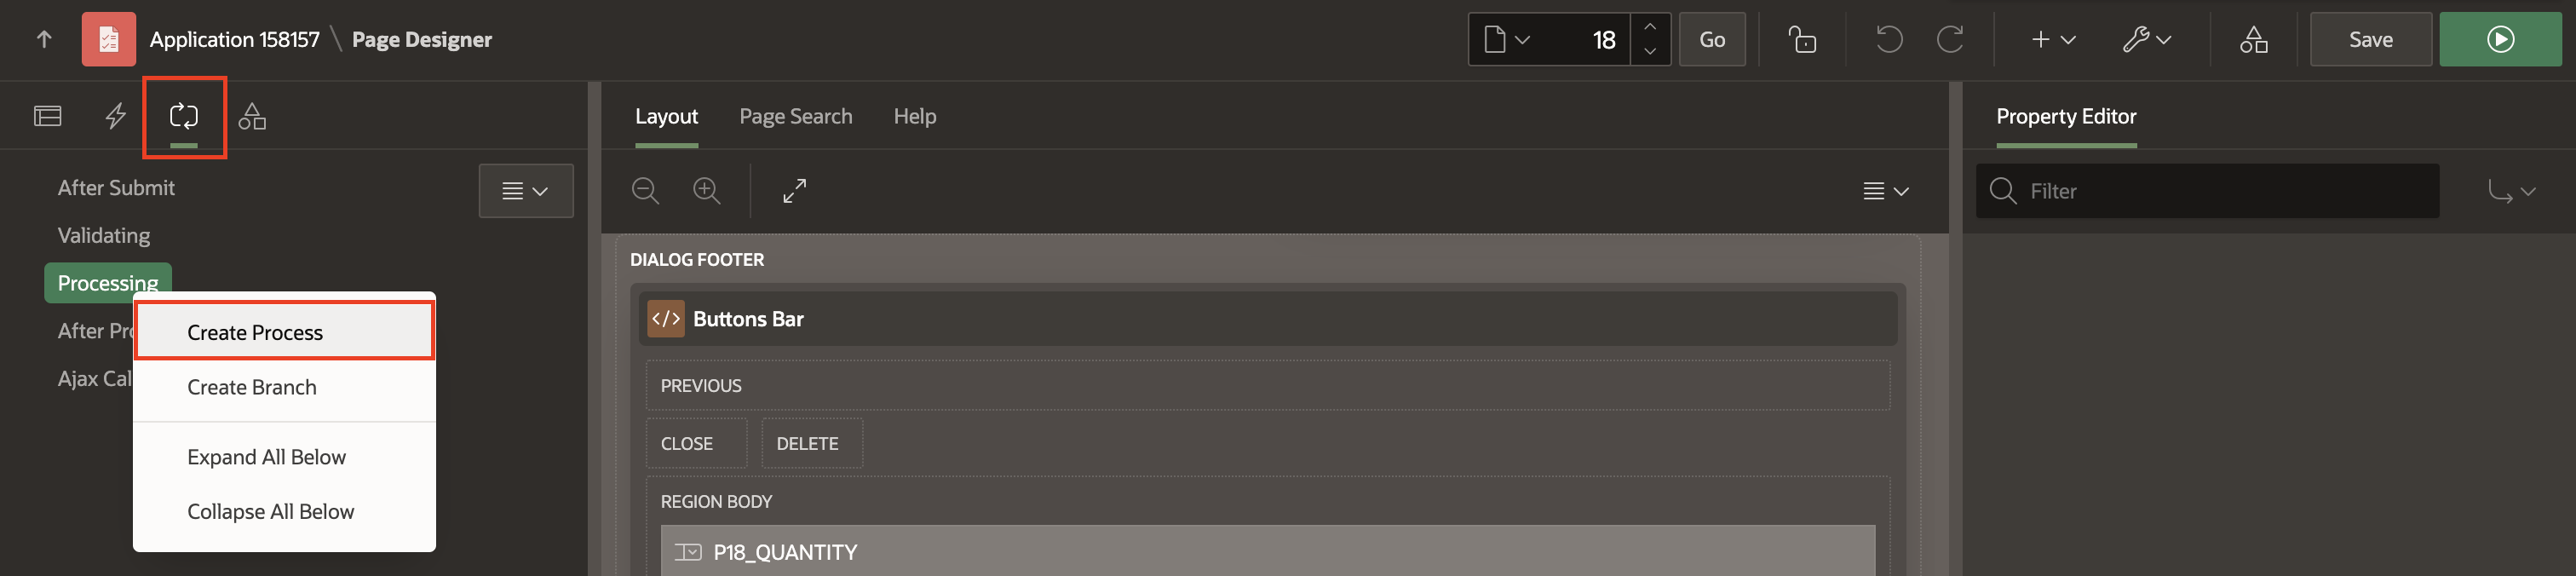 Application 158157 \ Page Designer
18
Go
Save
Layout
Page Search
Help
Property Editor
After Submit
Validating
Processing
After Pro
Ajax Cal
Create Process
Create Branch
Expand All Below
Collapse All Below
Filter
DIALOG FOOTER
</> Buttons Bar
PREVIOUS
CLOSE
DELETE
REGION BODY
P18_QUANTITY